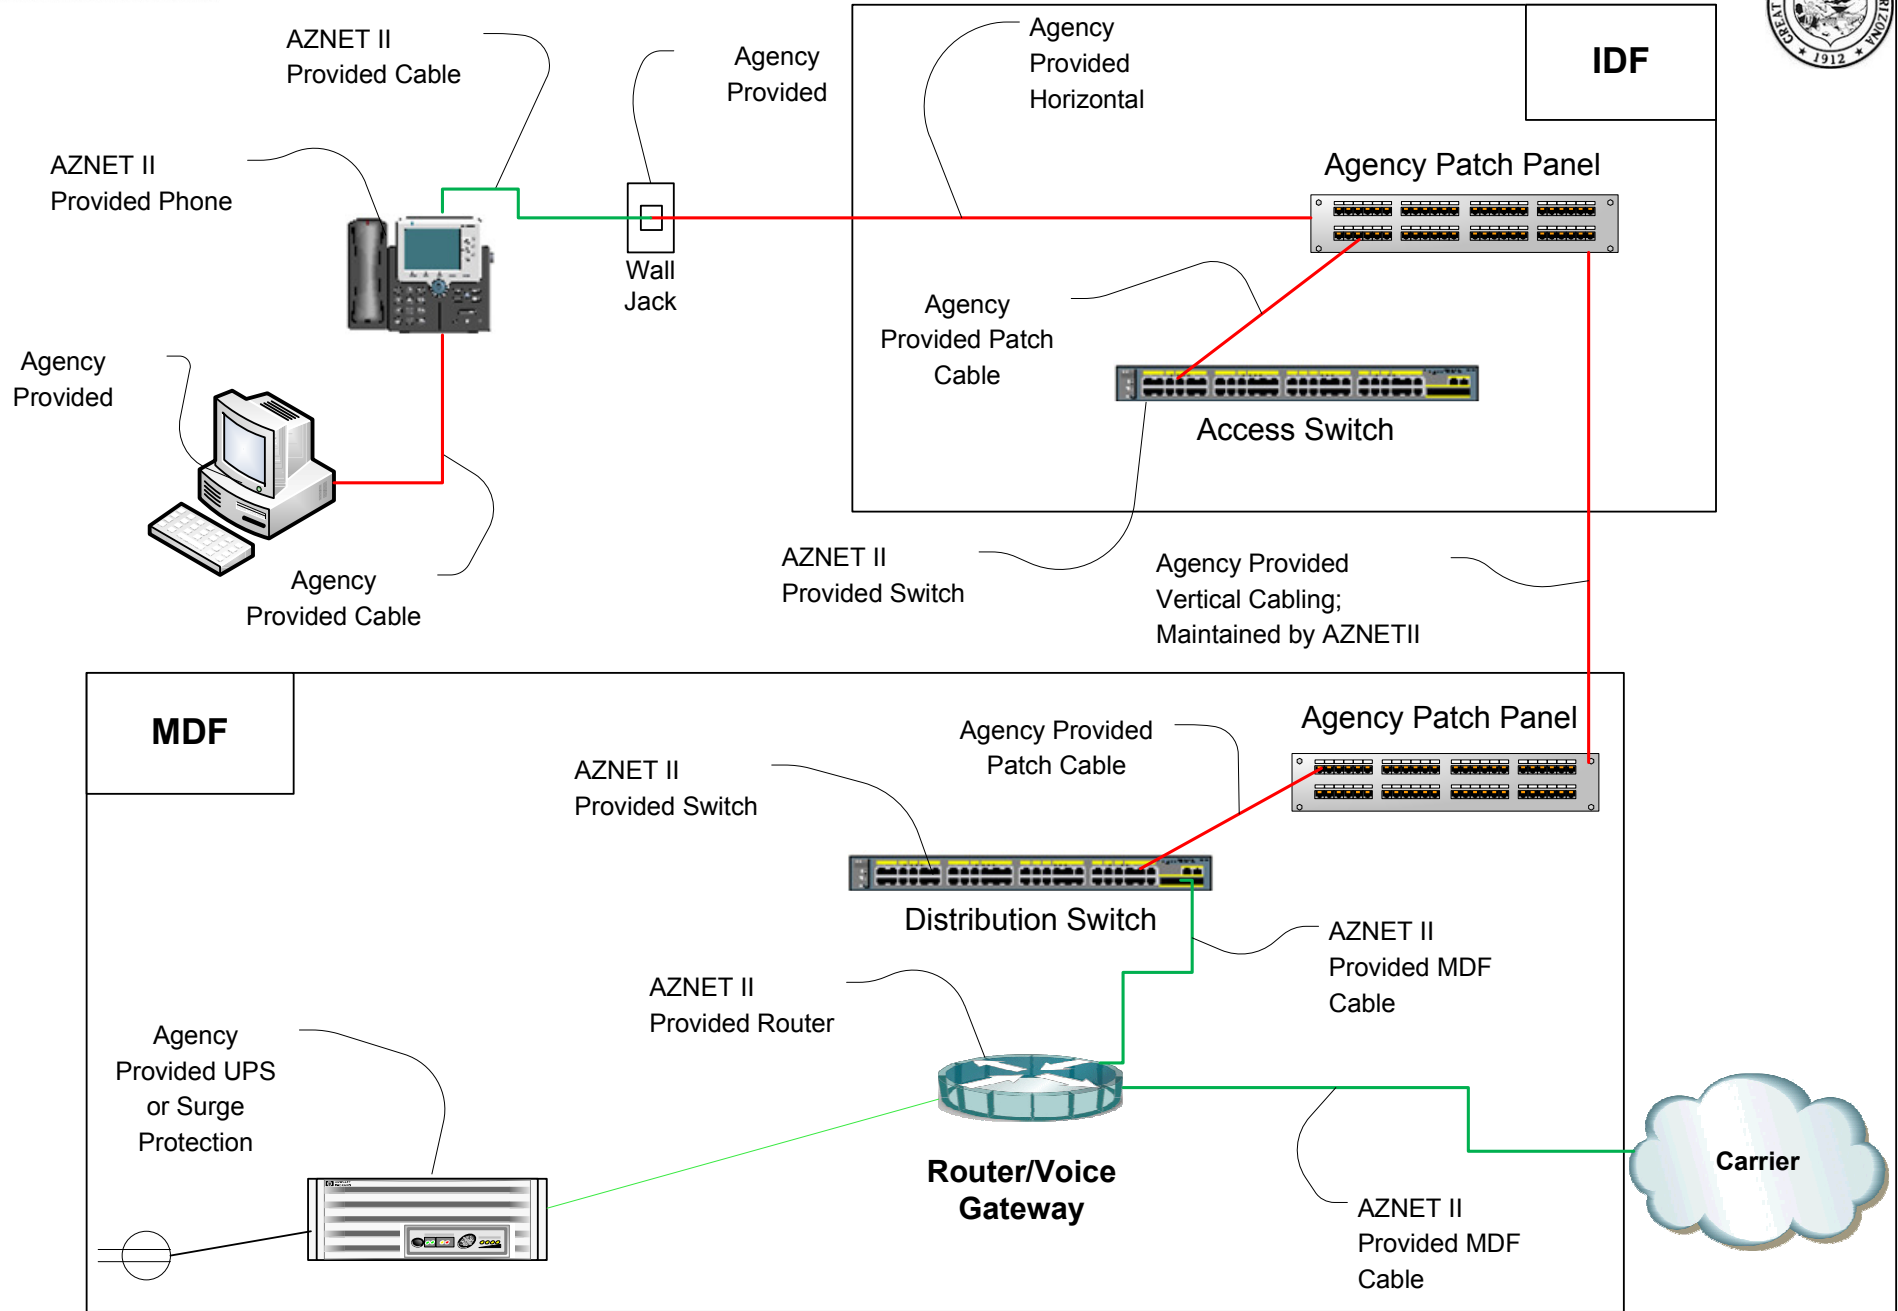 AZNET II
Provided Cable
Agency
Provided
Agency
Provided
Horizontal
IDF
GREAT
ARIZONA
1912
AZNET II
Provided Phone
Agency Patch Panel
Wall
Jack
Agency
Provided Patch
Cable
Agency
Provided
Access Switch
AZNET II
Provided Switch
Agency Provided
Vertical Cabling;
Maintained by AZNETII
Agency
Provided Cable
MDF
Agency Provided
Patch Cable
Agency Patch Panel
AZNET II
Provided Switch
Distribution Switch
AZNET II
Provided MDF
Cable
AZNET II
Provided Router
Agency
Provided UPS
or Surge
Protection
Router/Voice
Gateway
Carrier
AZNET II
Provided MDF
Cable